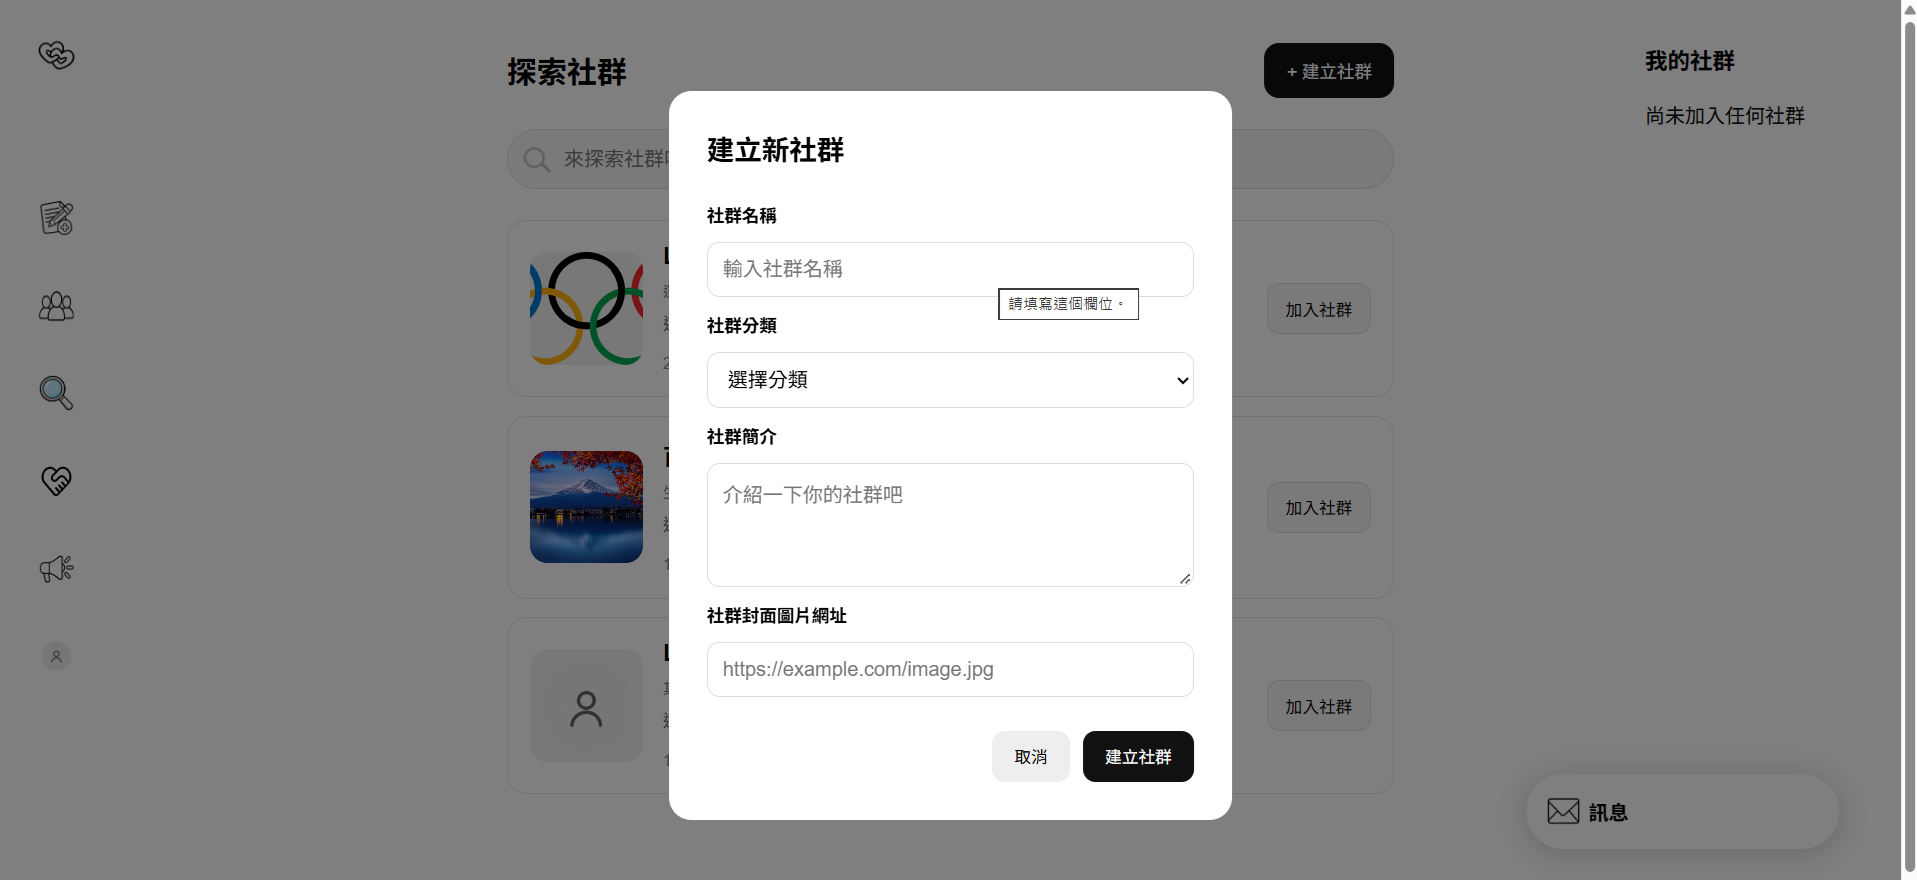 探索社群
+ 建立社群
我的社群
尚未加入任何社群
來探索社群
建立新社群
社群名稱
輸入社群名稱
請填寫這個欄位。
社群分類
選擇分類
社群簡介
介紹一下你的社群吧
社群封面圖片網址
https://example.com/image.jpg
取消
建立社群
加入社群
加入社群
加入社群
訊息